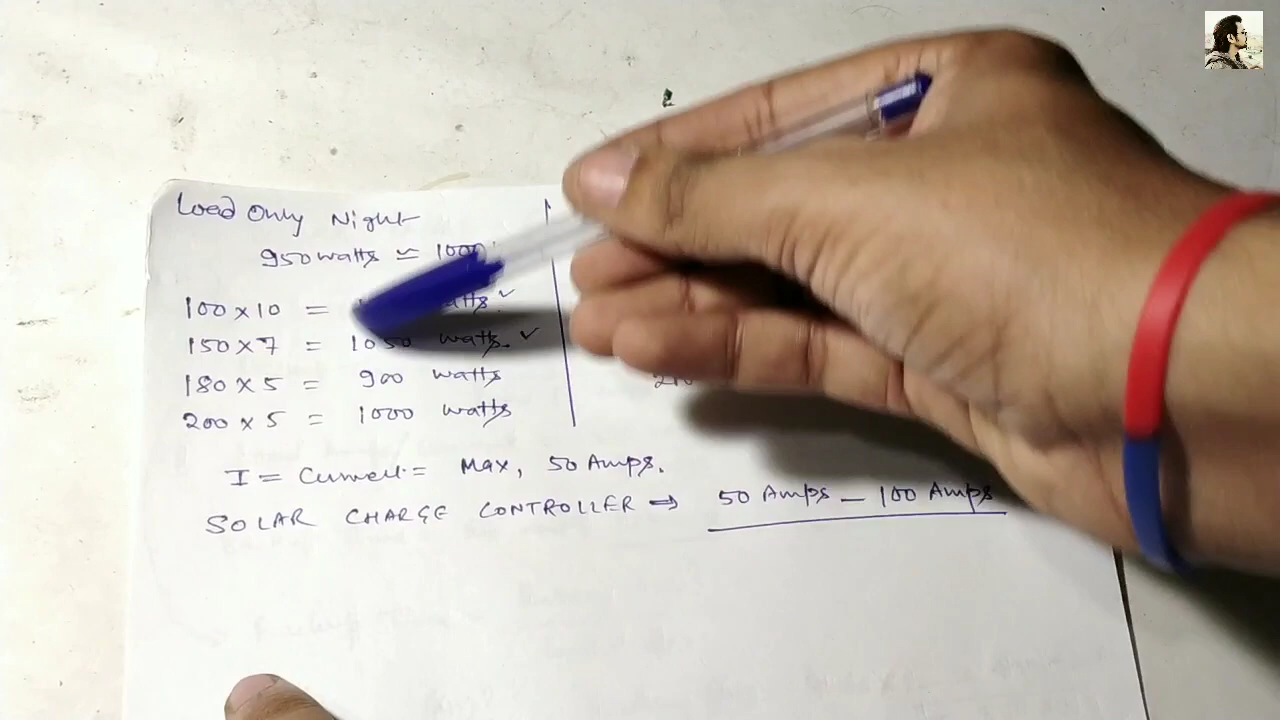 Load Only Night
950 watts ≃ 1000
100 x 10 =
150 x 7 = 1050 watts. ✓
180 x 5 = 900 watts
200 x 5 = 1000 watts
I = Current = Max, 50 Amps.
SOLAR CHARGE CONTROLLER ⇒ 50 Amps - 100 Amps